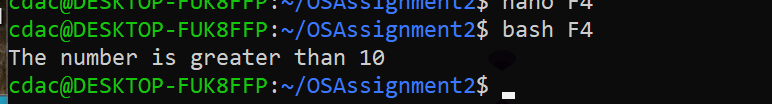 cdac@DESKTOP-FUK8FFP:~/OSAssignment2$ nano F4
cdac@DESKTOP-FUK8FFP:~/OSAssignment2$ bash F4
The number is greater than 10
cdac@DESKTOP-FUK8FFP:~/OSAssignment2$